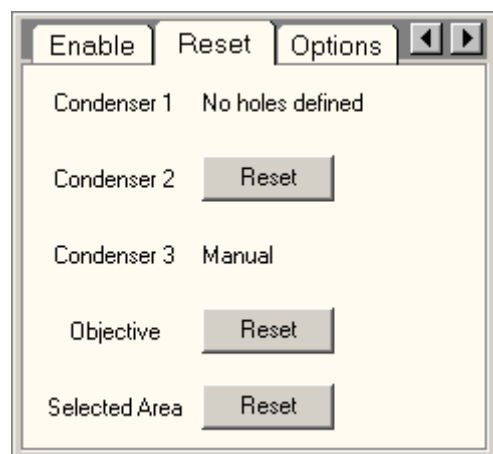 Enable Reset Options
Condenser 1 No holes defined
Condenser 2 Reset
Condenser 3 Manual
Objective Reset
Selected Area Reset